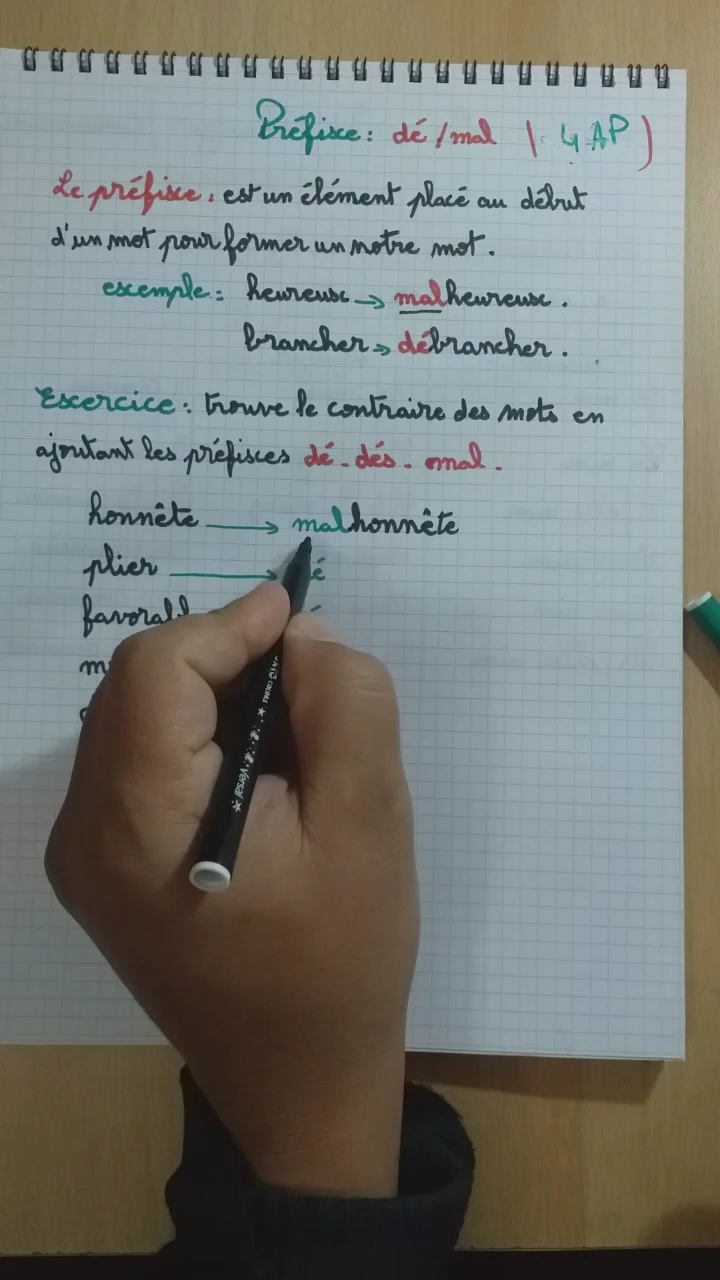 Préfixe : dé / mal ( 4 AP )
Le préfixe . est un élément placé au début
d'un mot pour former un notre mot .
exemple : heureux → malheureux .
brancher → débrancher .
Exercice : trouve le contraire des mots en
ajoutant les préfixes dé - dés - mal .
honnête → malhonnête
plier →
Versal